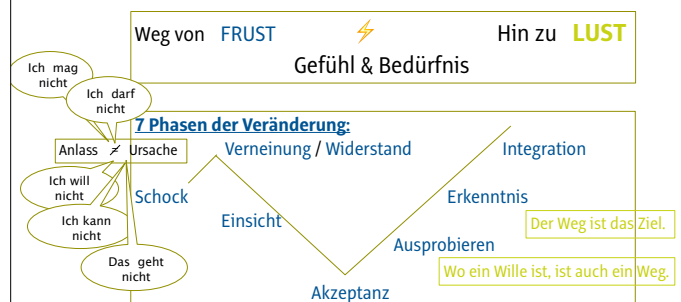 Weg von FRUST ⚡ Hin zu LUST
Gefühl & Bedürfnis
Ich mag
nicht
Ich darf
nicht
7 Phasen der Veränderung:
Anlass ≠ Ursache
Verneinung / Widerstand
Integration
Ich will
nicht
Schock
Erkenntnis
Ich kann
nicht
Einsicht
Der Weg ist das Ziel.
Ausprobieren
Das geht
nicht
Wo ein Wille ist, ist auch ein Weg.
Akzeptanz